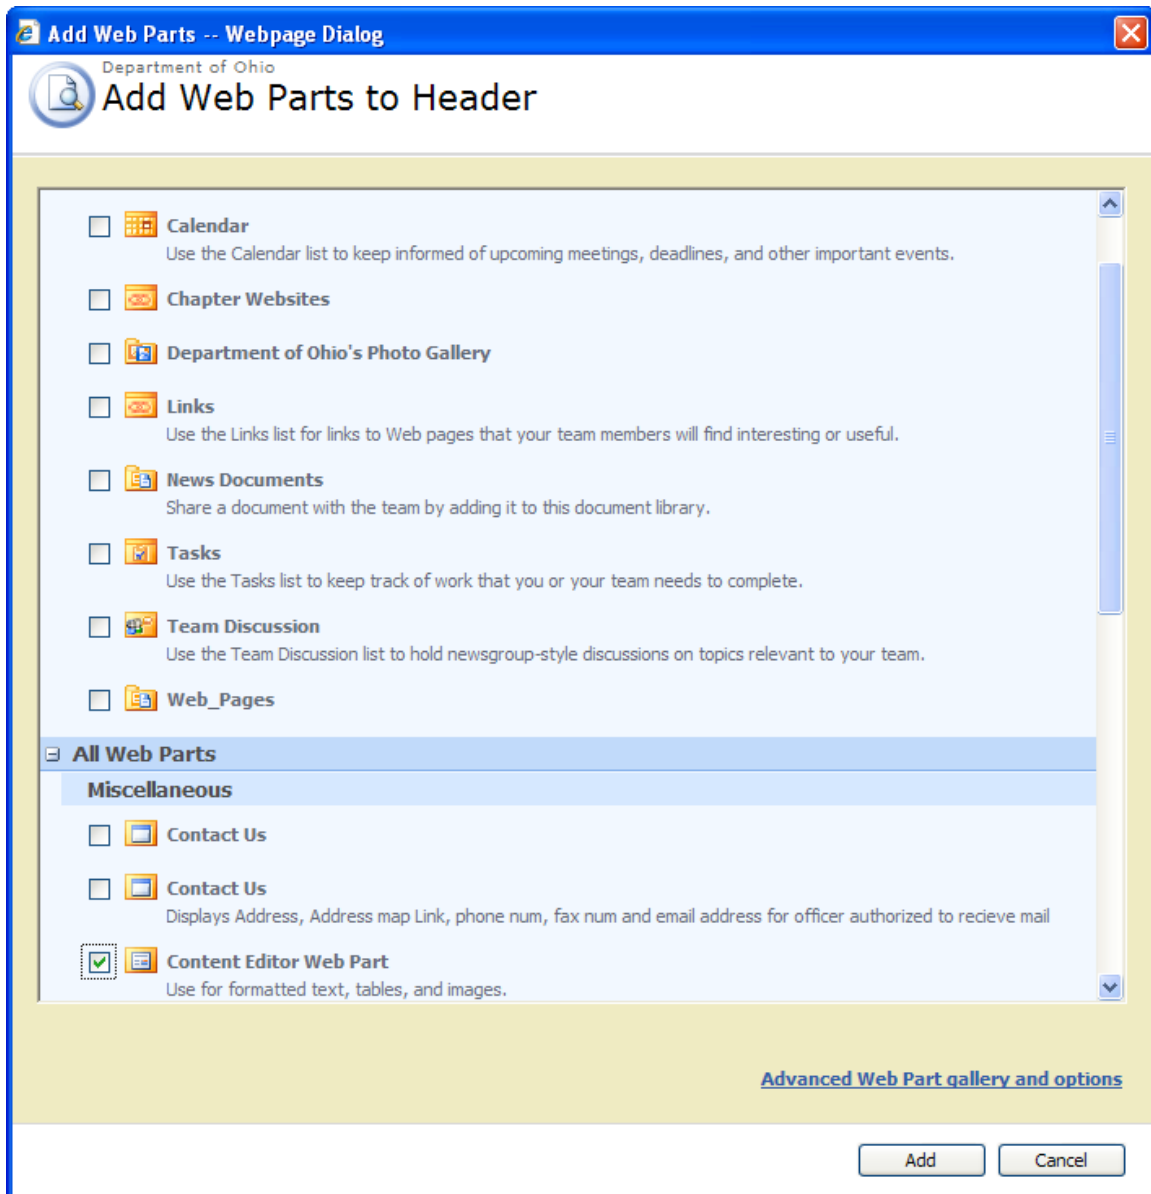 Add Web Parts -- Webpage Dialog
Department of Ohio
Add Web Parts to Header
Calendar
Use the Calendar list to keep informed of upcoming meetings, deadlines, and other important events.
Chapter Websites
Department of Ohio's Photo Gallery
Links
Use the Links list for links to Web pages that your team members will find interesting or useful.
News Documents
Share a document with the team by adding it to this document library.
Tasks
Use the Tasks list to keep track of work that you or your team needs to complete.
Team Discussion
Use the Team Discussion list to hold newsgroup-style discussions on topics relevant to your team.
Web_Pages
All Web Parts
Miscellaneous
Contact Us
Contact Us
Displays Address, Address map Link, phone num, fax num and email address for officer authorized to recieve mail
Content Editor Web Part
Use for formatted text, tables, and images.
Advanced Web Part gallery and options
Add Cancel